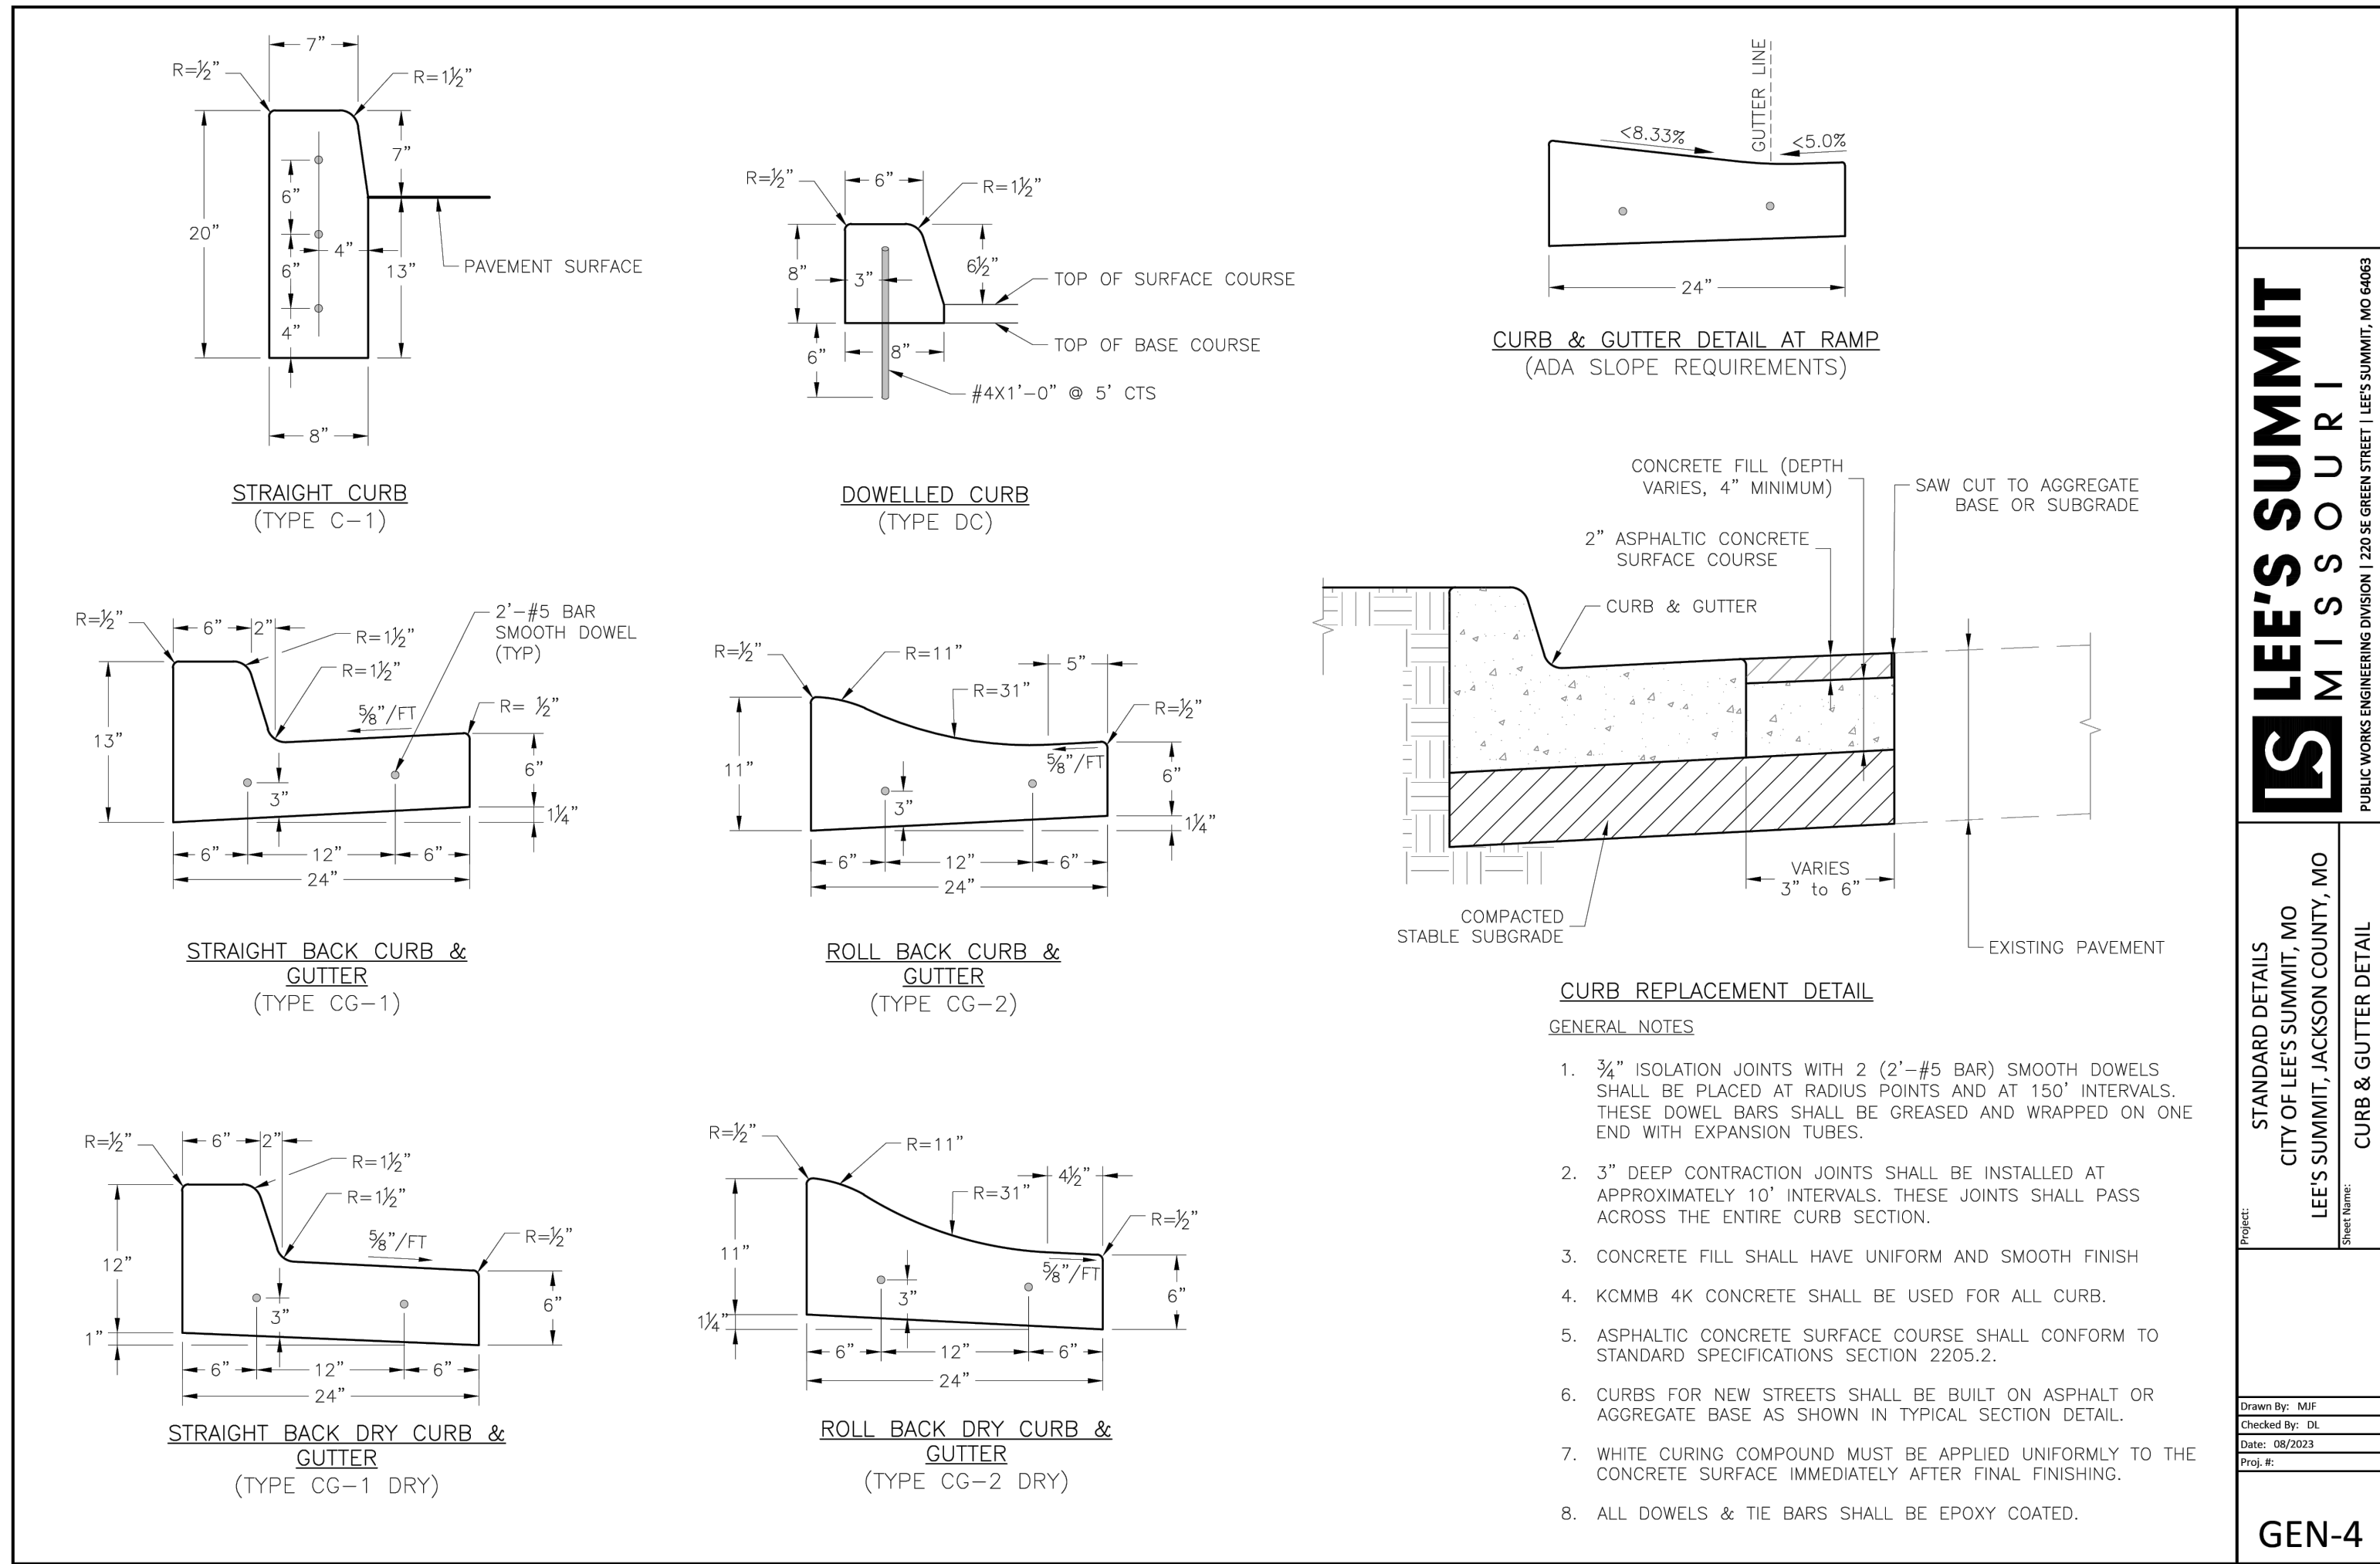 7”
R=½”
R=1½”
7”
6”
20”
4”
6”
13”
PAVEMENT SURFACE
4”
8”
STRAIGHT CURB
(TYPE C–1)
R=½”
6”
R=1½”
8”
3”
6½”
TOP OF SURFACE COURSE
TOP OF BASE COURSE
6”
8”
#4X1’–0” @ 5’ CTS
DOWELLED CURB
(TYPE DC)
GUTTER LINE
<8.33%
<5.0%
24”
CURB & GUTTER DETAIL AT RAMP
(ADA SLOPE REQUIREMENTS)
R=½”
6”
2”
R=1½”
R=1½”
2’–#5 BAR
SMOOTH DOWEL
(TYP)
⅝”/FT
R= ½”
13”
3”
6”
1¼”
6”
12”
6”
24”
STRAIGHT BACK CURB &
GUTTER
(TYPE CG–1)
R=½”
R=11”
5”
R=31”
R=½”
⅝”/FT
11”
3”
6”
1¼”
6”
12”
6”
24”
ROLL BACK CURB &
GUTTER
(TYPE CG–2)
CONCRETE FILL (DEPTH
VARIES, 4” MINIMUM)
SAW CUT TO AGGREGATE
BASE OR SUBGRADE
2” ASPHALTIC CONCRETE
SURFACE COURSE
CURB & GUTTER
VARIES
3” to 6”
COMPACTED
STABLE SUBGRADE
EXISTING PAVEMENT
CURB REPLACEMENT DETAIL
R=½”
6”
2”
R=1½”
R=1½”
⅝”/FT
R=½”
12”
3”
6”
1”
6”
12”
6”
24”
STRAIGHT BACK DRY CURB &
GUTTER
(TYPE CG–1 DRY)
R=½”
R=11”
4½”
R=31”
R=½”
11”
⅝”/FT
3”
6”
1¼”
6”
12”
6”
24”
ROLL BACK DRY CURB &
GUTTER
(TYPE CG–2 DRY)
GENERAL NOTES
1. ¾” ISOLATION JOINTS WITH 2 (2’–#5 BAR) SMOOTH DOWELS
SHALL BE PLACED AT RADIUS POINTS AND AT 150’ INTERVALS.
THESE DOWEL BARS SHALL BE GREASED AND WRAPPED ON ONE
END WITH EXPANSION TUBES.
2. 3” DEEP CONTRACTION JOINTS SHALL BE INSTALLED AT
APPROXIMATELY 10’ INTERVALS. THESE JOINTS SHALL PASS
ACROSS THE ENTIRE CURB SECTION.
3. CONCRETE FILL SHALL HAVE UNIFORM AND SMOOTH FINISH
4. KCMMB 4K CONCRETE SHALL BE USED FOR ALL CURB.
5. ASPHALTIC CONCRETE SURFACE COURSE SHALL CONFORM TO
STANDARD SPECIFICATIONS SECTION 2205.2.
6. CURBS FOR NEW STREETS SHALL BE BUILT ON ASPHALT OR
AGGREGATE BASE AS SHOWN IN TYPICAL SECTION DETAIL.
7. WHITE CURING COMPOUND MUST BE APPLIED UNIFORMLY TO THE
CONCRETE SURFACE IMMEDIATELY AFTER FINAL FINISHING.
8. ALL DOWELS & TIE BARS SHALL BE EPOXY COATED.
LS LEE'S SUMMIT
MISSOURI
PUBLIC WORKS ENGINEERING DIVISION | 220 SE GREEN STREET | LEE'S SUMMIT, MO 64063
Project:
STANDARD DETAILS
CITY OF LEE'S SUMMIT, MO
LEE'S SUMMIT, JACKSON COUNTY, MO
Sheet Name:
CURB & GUTTER DETAIL
Drawn By: MJF
Checked By: DL
Date: 08/2023
Proj. #:
GEN-4